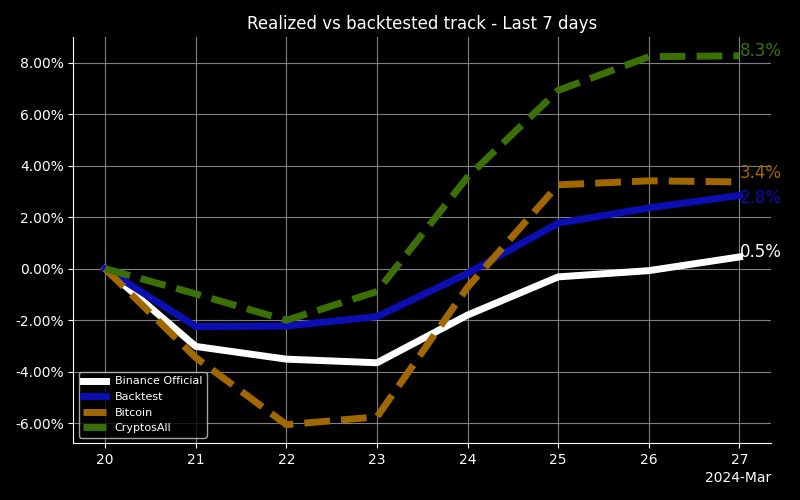 Realized vs backtested track - Last 7 days
8.00%
6.00%
4.00%
2.00%
0.00%
-2.00%
-4.00%
-6.00%
8.3%
3.4%
2.8%
0.5%
Binance Official
Backtest
Bitcoin
CryptosAll
20 21 22 23 24 25 26 27
2024-Mar